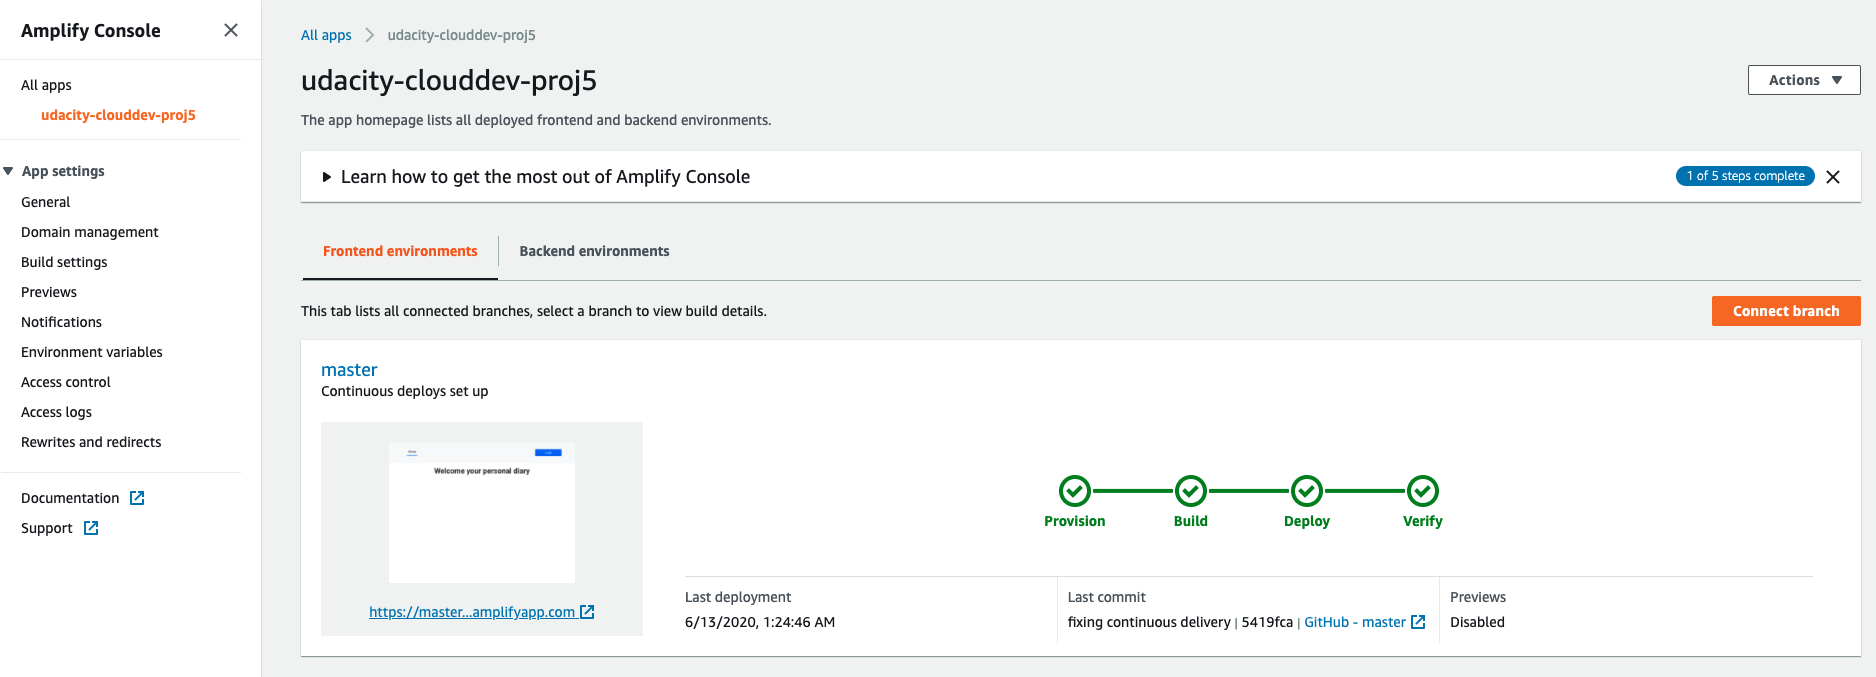 Amplify Console
All apps
udacity-clouddev-proj5
App settings
General
Domain management
Build settings
Previews
Notifications
Environment variables
Access control
Access logs
Rewrites and redirects
Documentation
Support
All apps
udacity-clouddev-proj5
udacity-clouddev-proj5
Actions
The app homepage lists all deployed frontend and backend environments.
Learn how to get the most out of Amplify Console
1 of 5 steps complete
Frontend environments
Backend environments
This tab lists all connected branches, select a branch to view build details.
Connect branch
master
Continuous deploys set up
Welcome your personal diary
https://master...amplifyapp.com
Provision
Build
Deploy
Verify
Last deployment
6/13/2020, 1:24:46 AM
Last commit
fixing continuous delivery | 5419fca | GitHub - master
Previews
Disabled